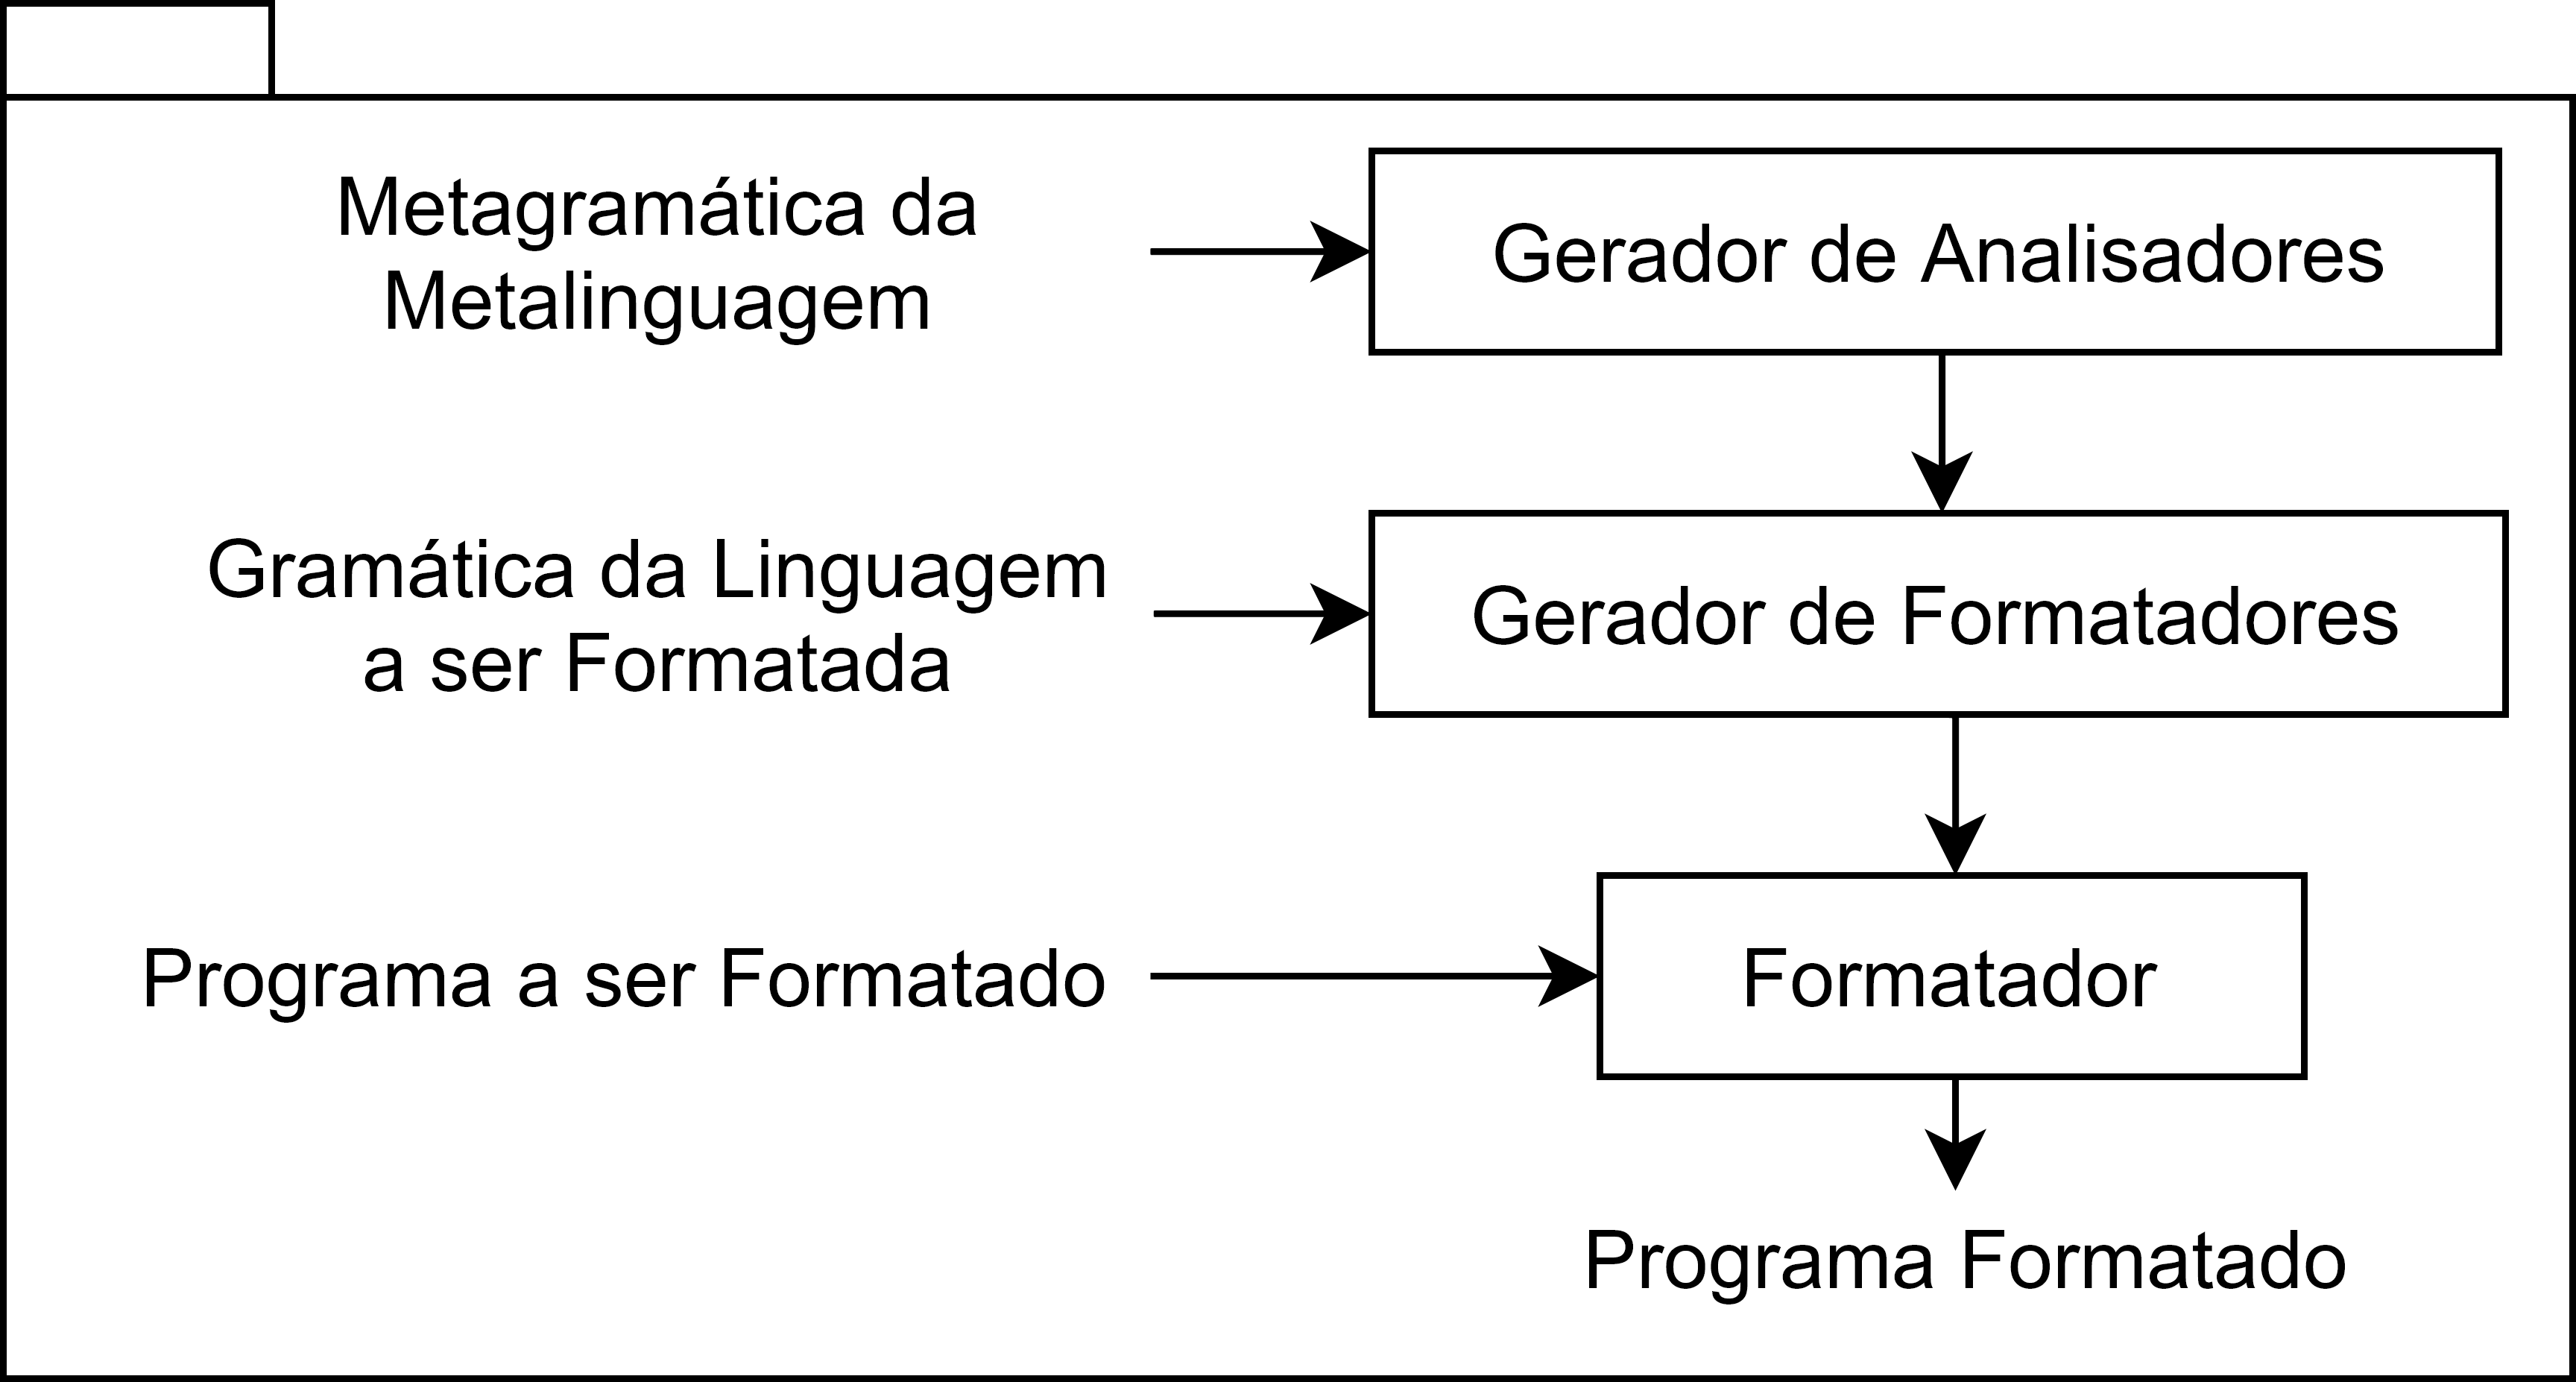 Metagramática da
Metalinguagem
Gerador de Analisadores
Gramática da Linguagem
a ser Formatada
Gerador de Formatadores
Programa a ser Formatado
Formatador
Programa Formatado